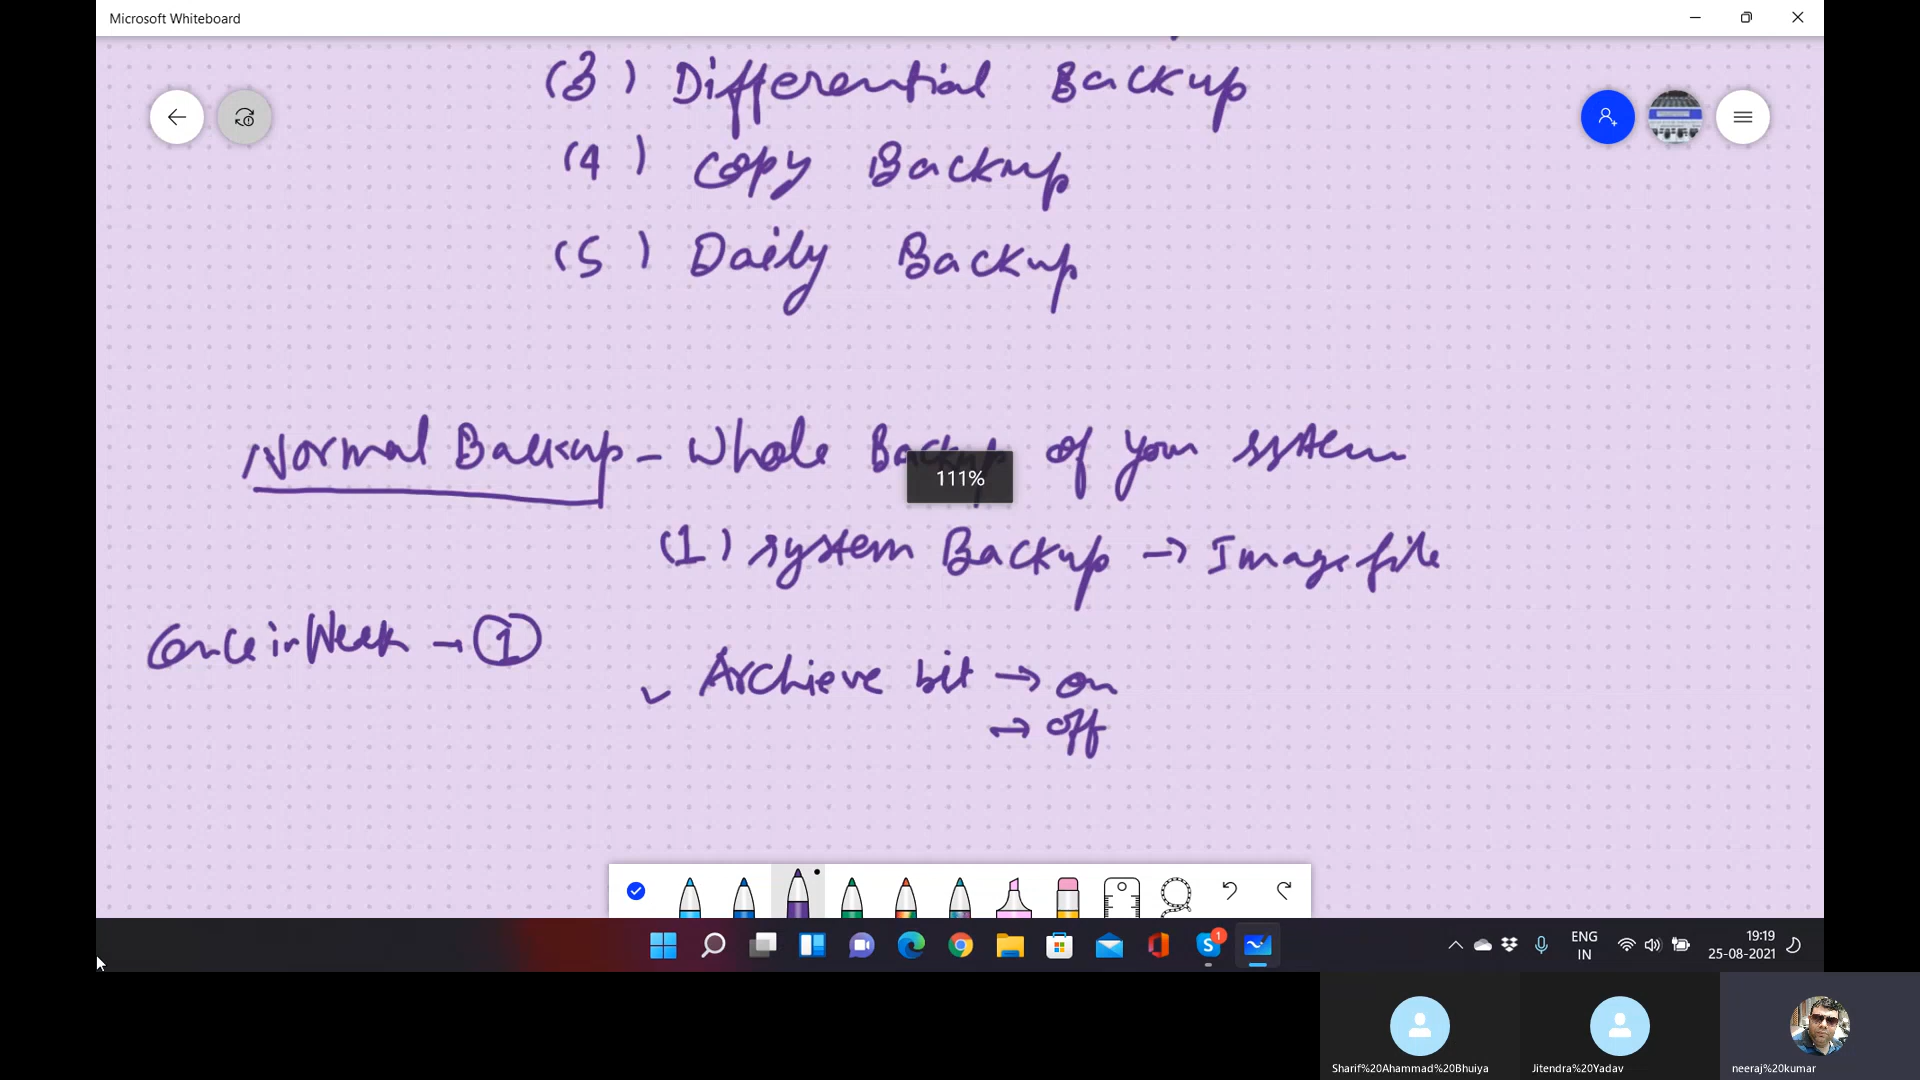 Microsoft Whiteboard
(3) Differential Backup
(4) Copy Backup
(5) Daily Backup
Normal Backup - Whole Backup of your system
111%
(1) system Backup → Image file
Once in Week → 1
✓ Archieve bit → on
→ off
1
ENG
IN
19:19
25-08-2021
Sharif%20Ahammad%20Bhuiya
Jitendra%20Yadav
neeraj%20kumar